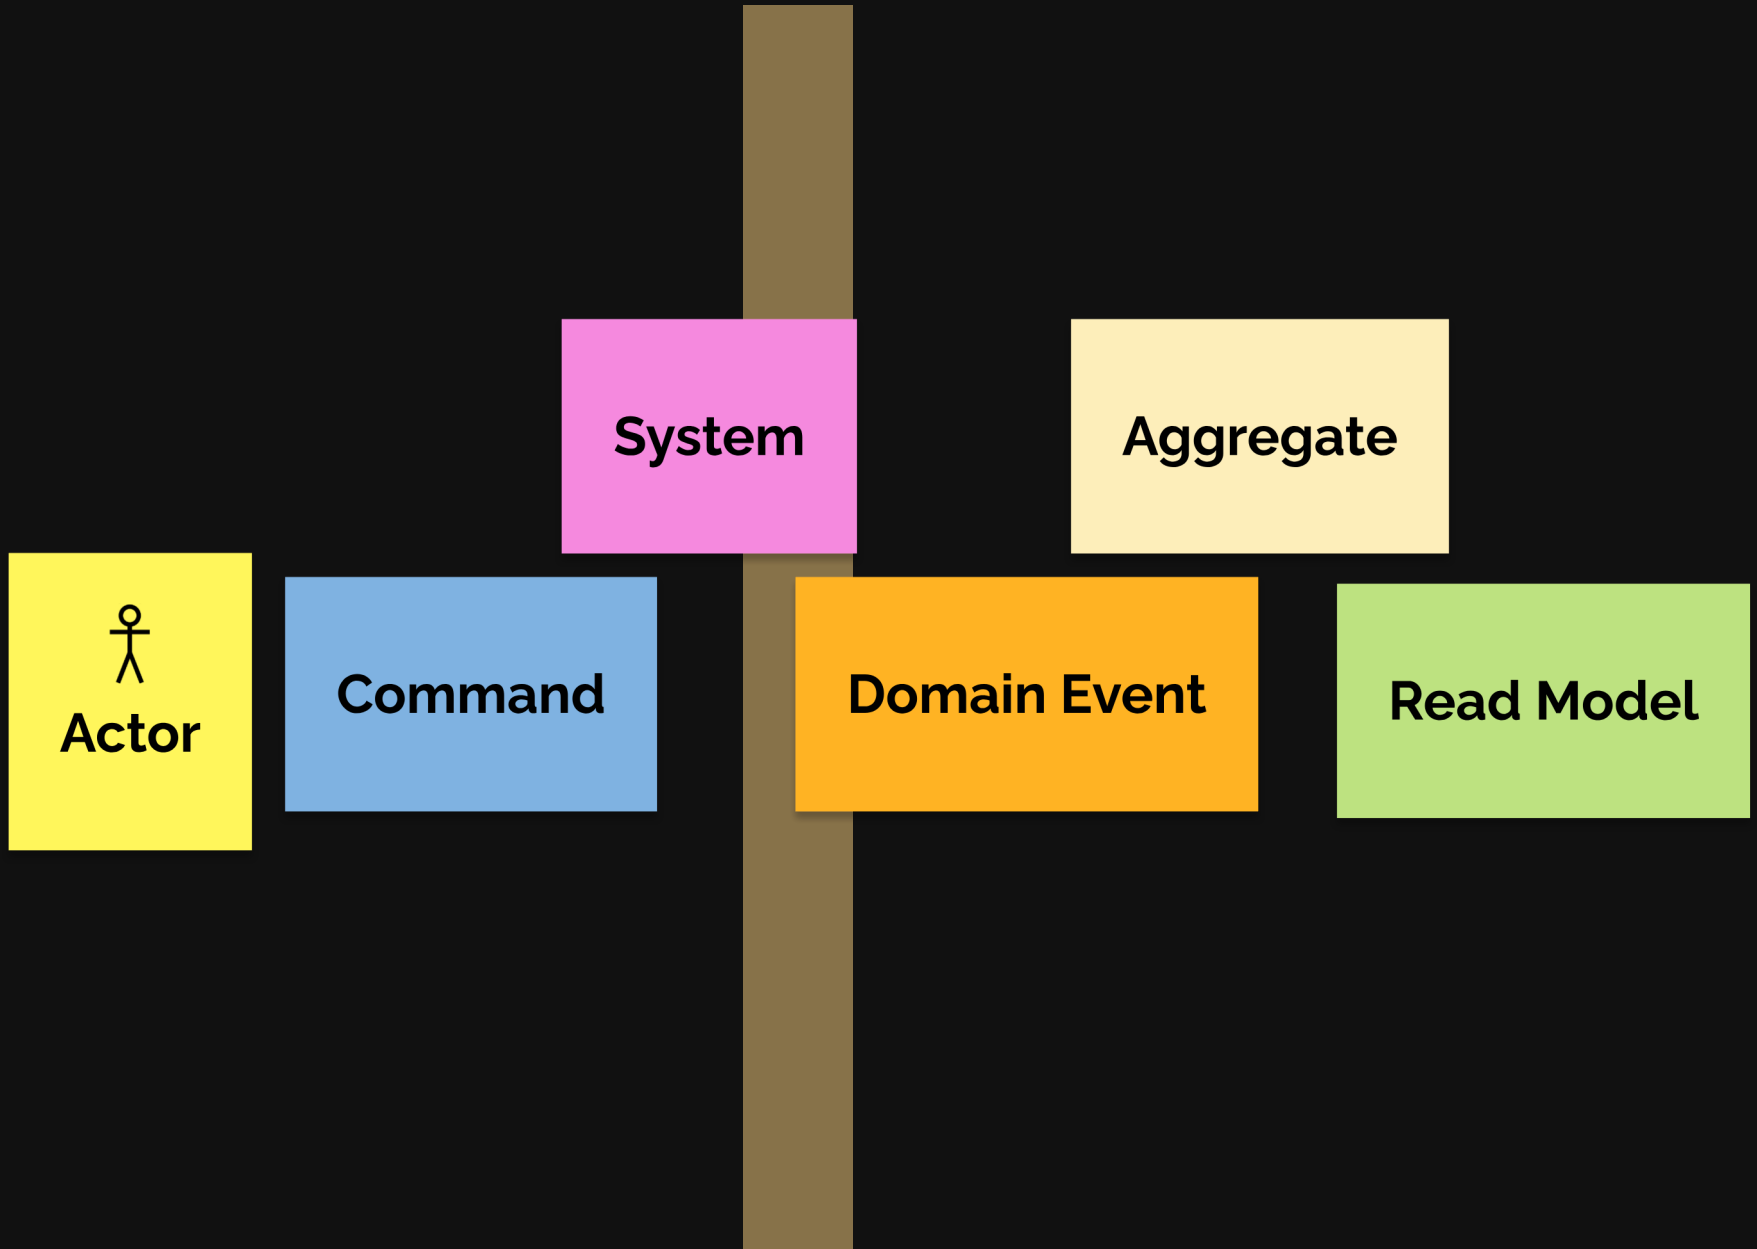 System
Aggregate
Actor
Command
Domain Event
Read Model